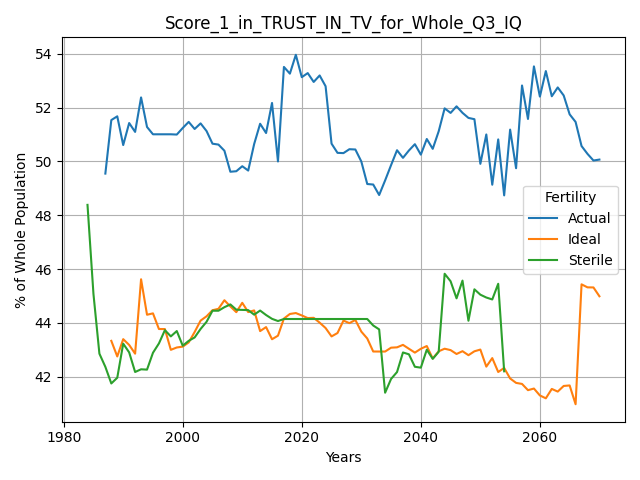 Score_1_in_TRUST_IN_TV_for_Whole_Q3_IQ
% of Whole Population
54
52
50
48
46
44
42
Fertility
Actual
Ideal
Sterile
1980
2000
2020
2040
2060
Years